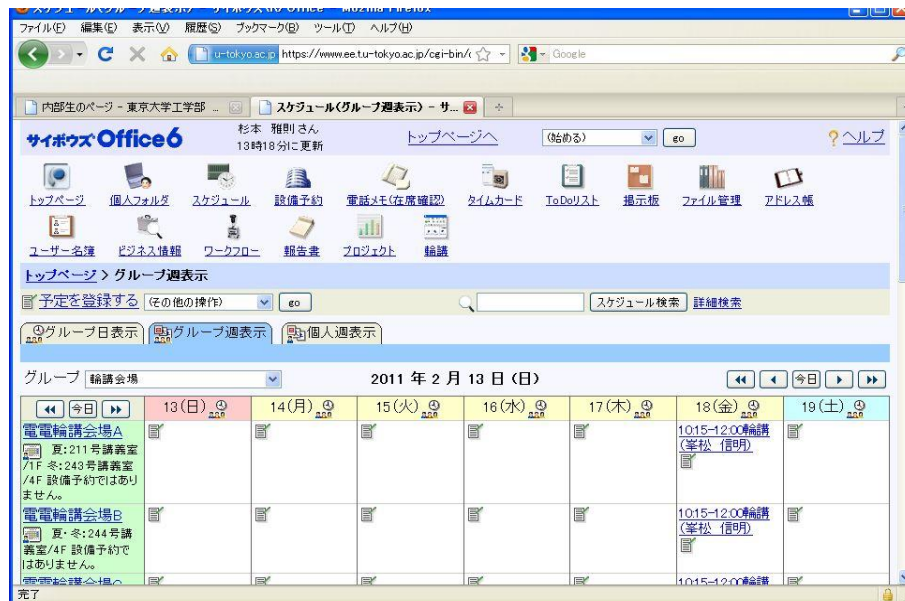 ファイル(F) 編集(E) 表示(V) 履歴(S) ブックマーク(B) ツール(T) ヘルプ(H)
u-tokyo.ac.jp https://www.ee.t.u-tokyo.ac.jp/cgi-bin/c Google
内部生のページ - 東京大学工学部 ... スケジュール(グループ週表示) - サ...
サイボウズ Office6 杉本 雅則さん トップページへ (始める) go ? ヘルプ
13時18分に更新
トップページ 個人フォルダ スケジュール 設備予約 電話メモ(在席確認) タイムカード ToDoリスト 掲示板 ファイル管理 アドレス帳
ユーザー名簿 ビジネス情報 ワークフロー 報告書 プロジェクト 輪講
トップページ > グループ週表示
予定を登録する (その他の操作) go スケジュール検索 詳細検索
グループ日表示 グループ週表示 個人週表示
グループ 輪講会場 2011 年 2 月 13 日 (日) 今日
今日 13(日) 14(月) 15(火) 16(水) 17(木) 18(金) 19(土)
電電輪講会場A
夏:211号講義室
/1F 冬:243号講義室
/4F 設備予約ではあり
ません。
10:15-12:00輪講
(峯松 信明)
電電輪講会場B
夏・冬:244号講
義室/4F 設備予約で
はありません。
10:15-12:00輪講
(峯松 信明)
電電輪講会場C
10:15-12:00輪講
完了